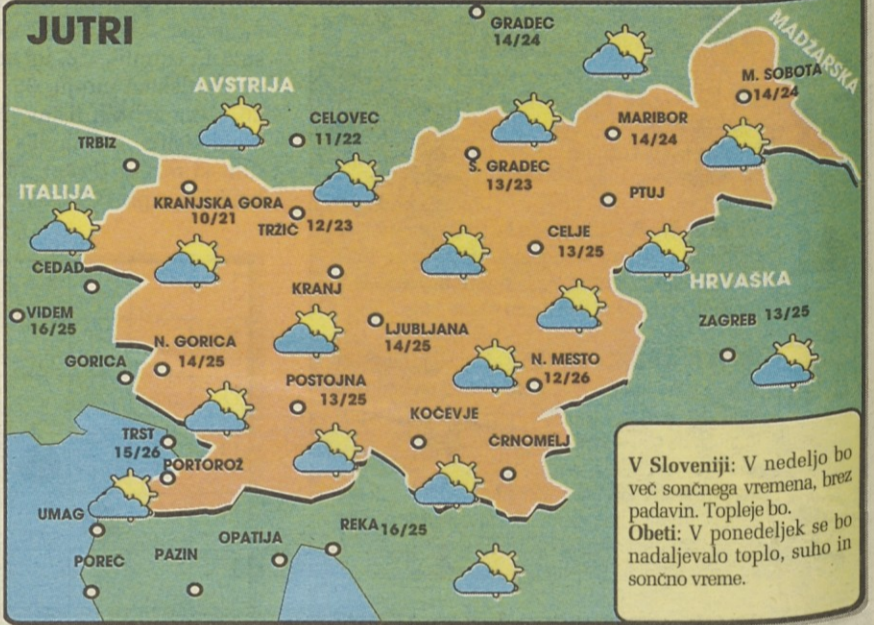 JUTRI
GRADEC
14/24
MADŽARSKA
AVSTRIJA
M. SOBOTA
14/24
CELOVEC
11/22
MARIBOR
14/24
TRBIŽ
S. GRADEC
13/23
ITALIJA
KRANJSKA GORA
10/21
PTUJ
TRŽIČ 12/23
CELJE
13/25
ČEDAD
KRANJ
HRVAŠKA
VIDEM
16/25
ZAGREB 13/25
LJUBLJANA
14/25
N. GORICA
14/25
GORICA
N. MESTO
12/26
POSTOJNA
13/25
KOČEVJE
TRST
15/26
ČRNOMELJ
PORTOROŽ
V Sloveniji: V nedeljo bo
več sončnega vremena, brez
padavin. Topleje bo.
Obeti: V ponedeljek se bo
nadaljevalo toplo, suho in
sončno vreme.
UMAG
REKA 16/25
OPATIJA
PAZIN
POREČ